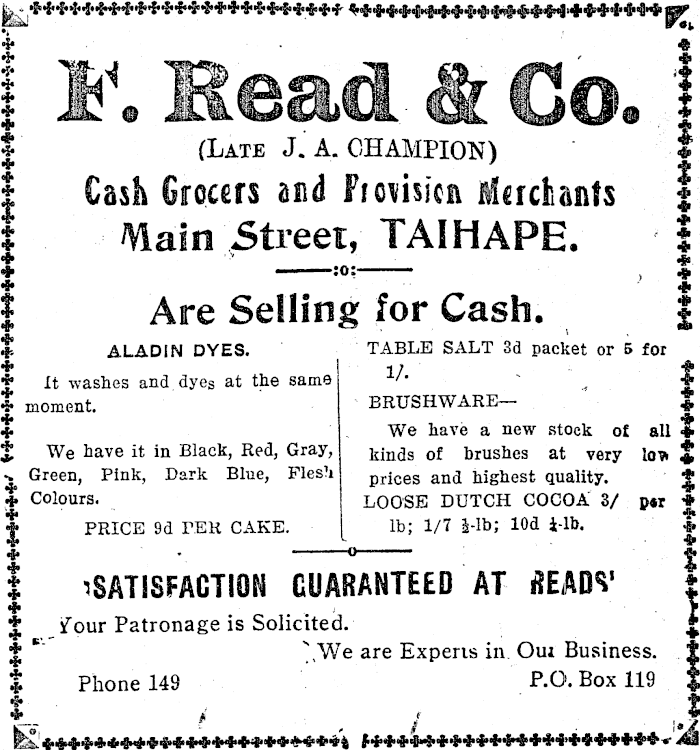 F. Read & Co.
(LATE J. A. CHAMPION)
Cash Grocers and Provision Merchants
Main Street, TAIHAPE.
:o:
Are Selling for Cash.
ALADIN DYES.
It washes and dyes at the same
moment.
We have it in Black, Red, Gray,
Green, Pink, Dark Blue, Flesh
Colours.
PRICE 9d PER CAKE.
TABLE SALT 3d packet or 5 for
1/.
BRUSHWARE—
We have a new stock of all
kinds of brushes at very low
prices and highest quality.
LOOSE DUTCH COCOA 3/ per
lb; 1/7 ½-lb; 10d ¼-lb.
o
'SATISFACTION GUARANTEED AT READS'
Your Patronage is Solicited.
We are Experts in Our Business.
Phone 149
P.O. Box 119